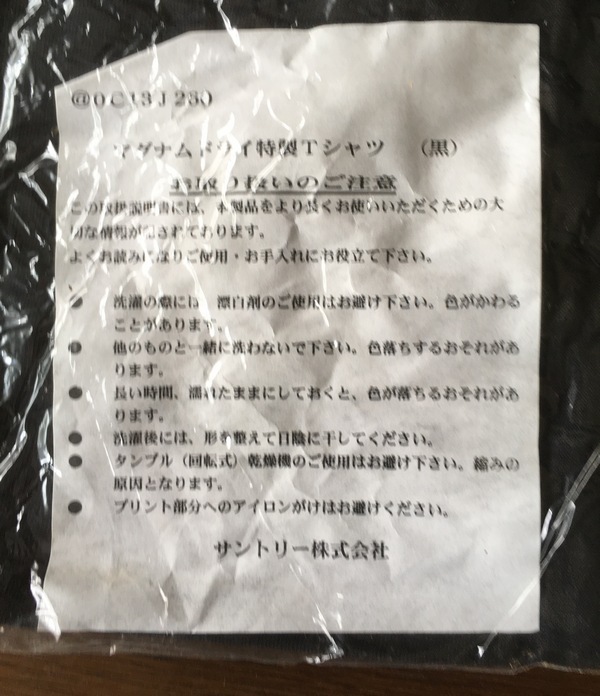 @0C13J250
マグナムドライ特製Tシャツ （黒）
お取り扱いのご注意
この取扱説明書には、本製品をより長くお使いいただくための大
切な情報が記されております。
よくお読みになりご使用・お手入れにお役立て下さい。
● 洗濯の際には 漂白剤のご使用はお避け下さい。色がかわる
ことがあります。
● 他のものと一緒に洗わないで下さい。色落ちするおそれがあ
ります。
● 長い時間、濡れたままにしておくと、色が落ちるおそれがあ
ります。
● 洗濯後には、形を整えて日陰に干してください。
● タンブル（回転式）乾燥機のご使用はお避け下さい。縮みの
原因となります。
● プリント部分へのアイロンがけはお避けください。
サントリー株式会社